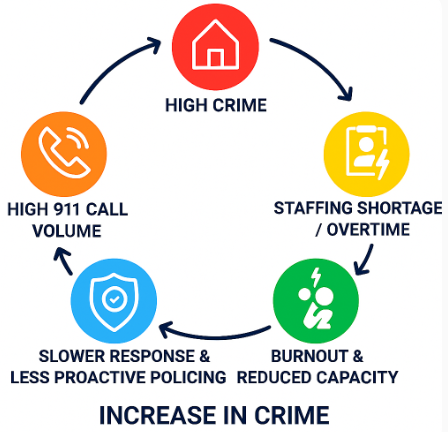 HIGH CRIME
STAFFING SHORTAGE
/ OVERTIME
BURNOUT &
REDUCED CAPACITY
SLOWER RESPONSE &
LESS PROACTIVE POLICING
HIGH 911 CALL
VOLUME
INCREASE IN CRIME